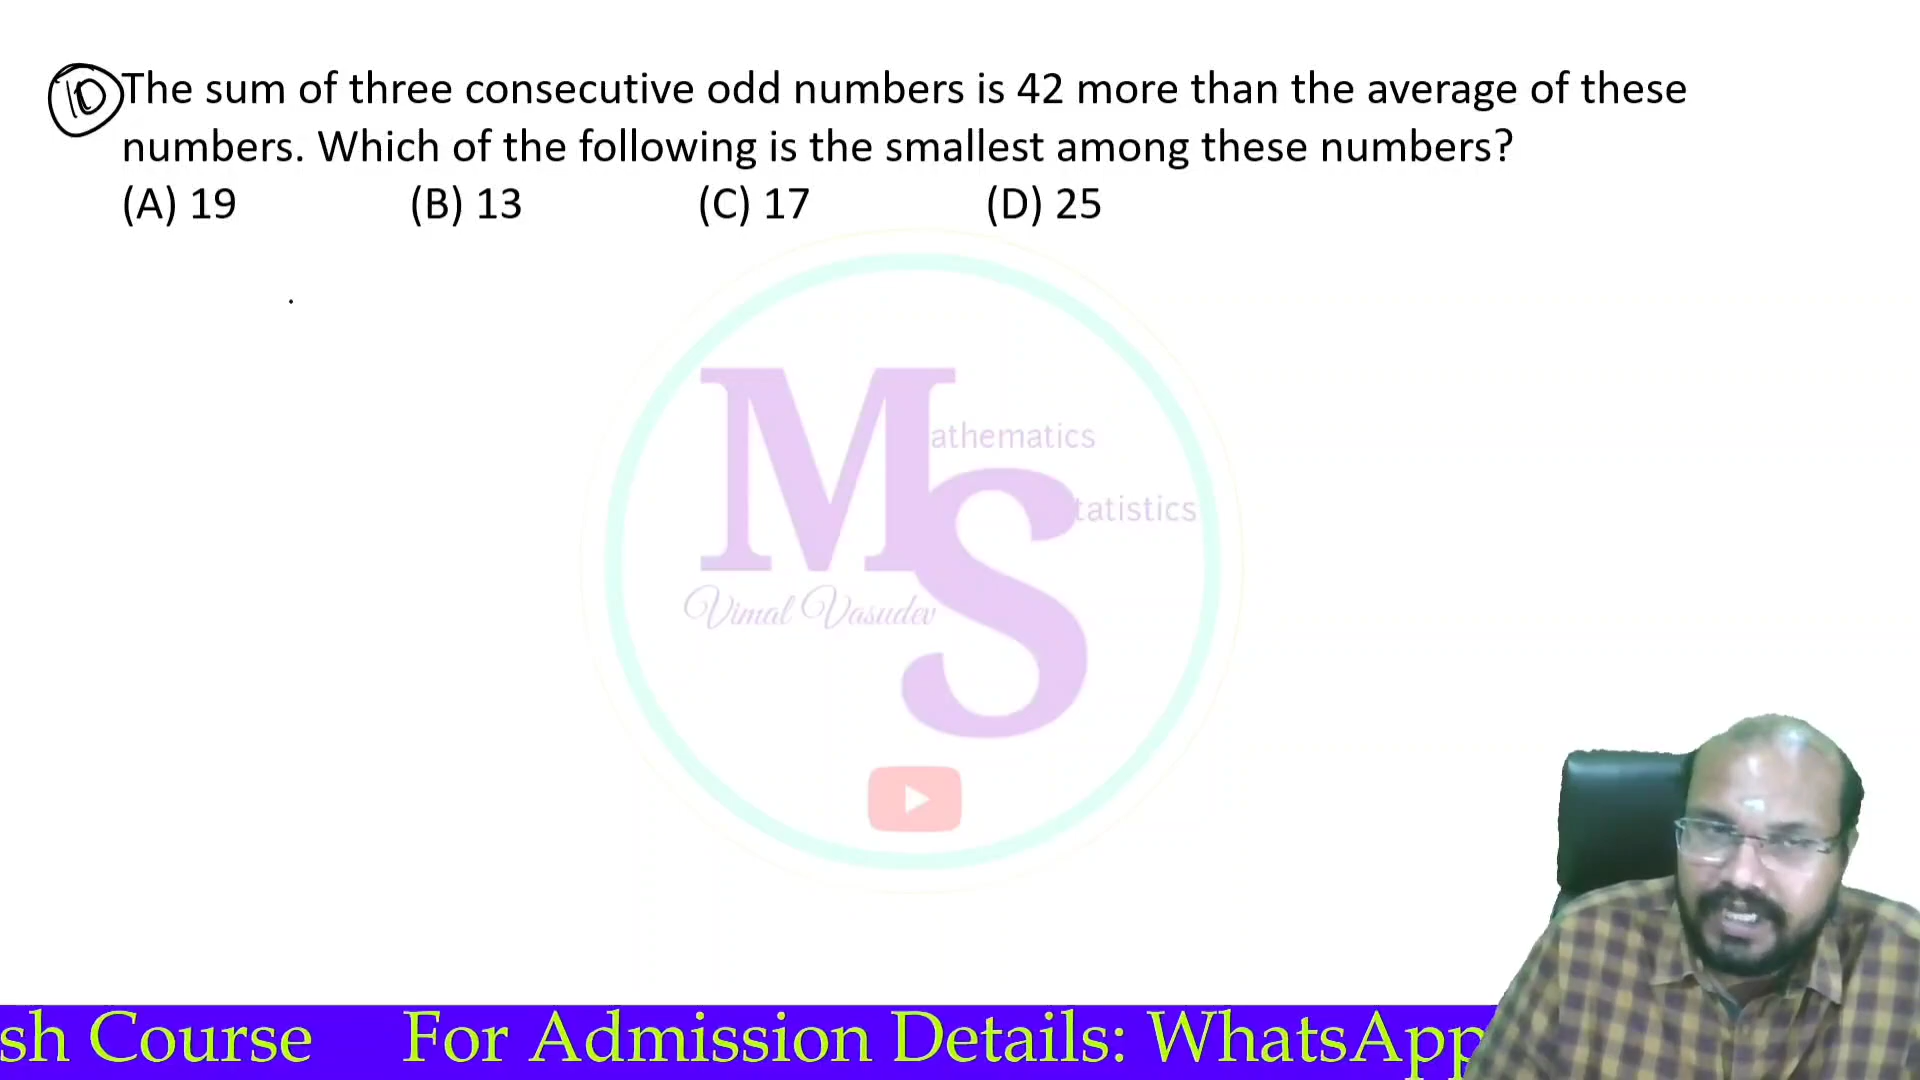 10 The sum of three consecutive odd numbers is 42 more than the average of these
numbers. Which of the following is the smallest among these numbers?
(A) 19 (B) 13 (C) 17 (D) 25
MS
athematics
tatistics
Vimal Vasudev
sh Course For Admission Details: WhatsApp